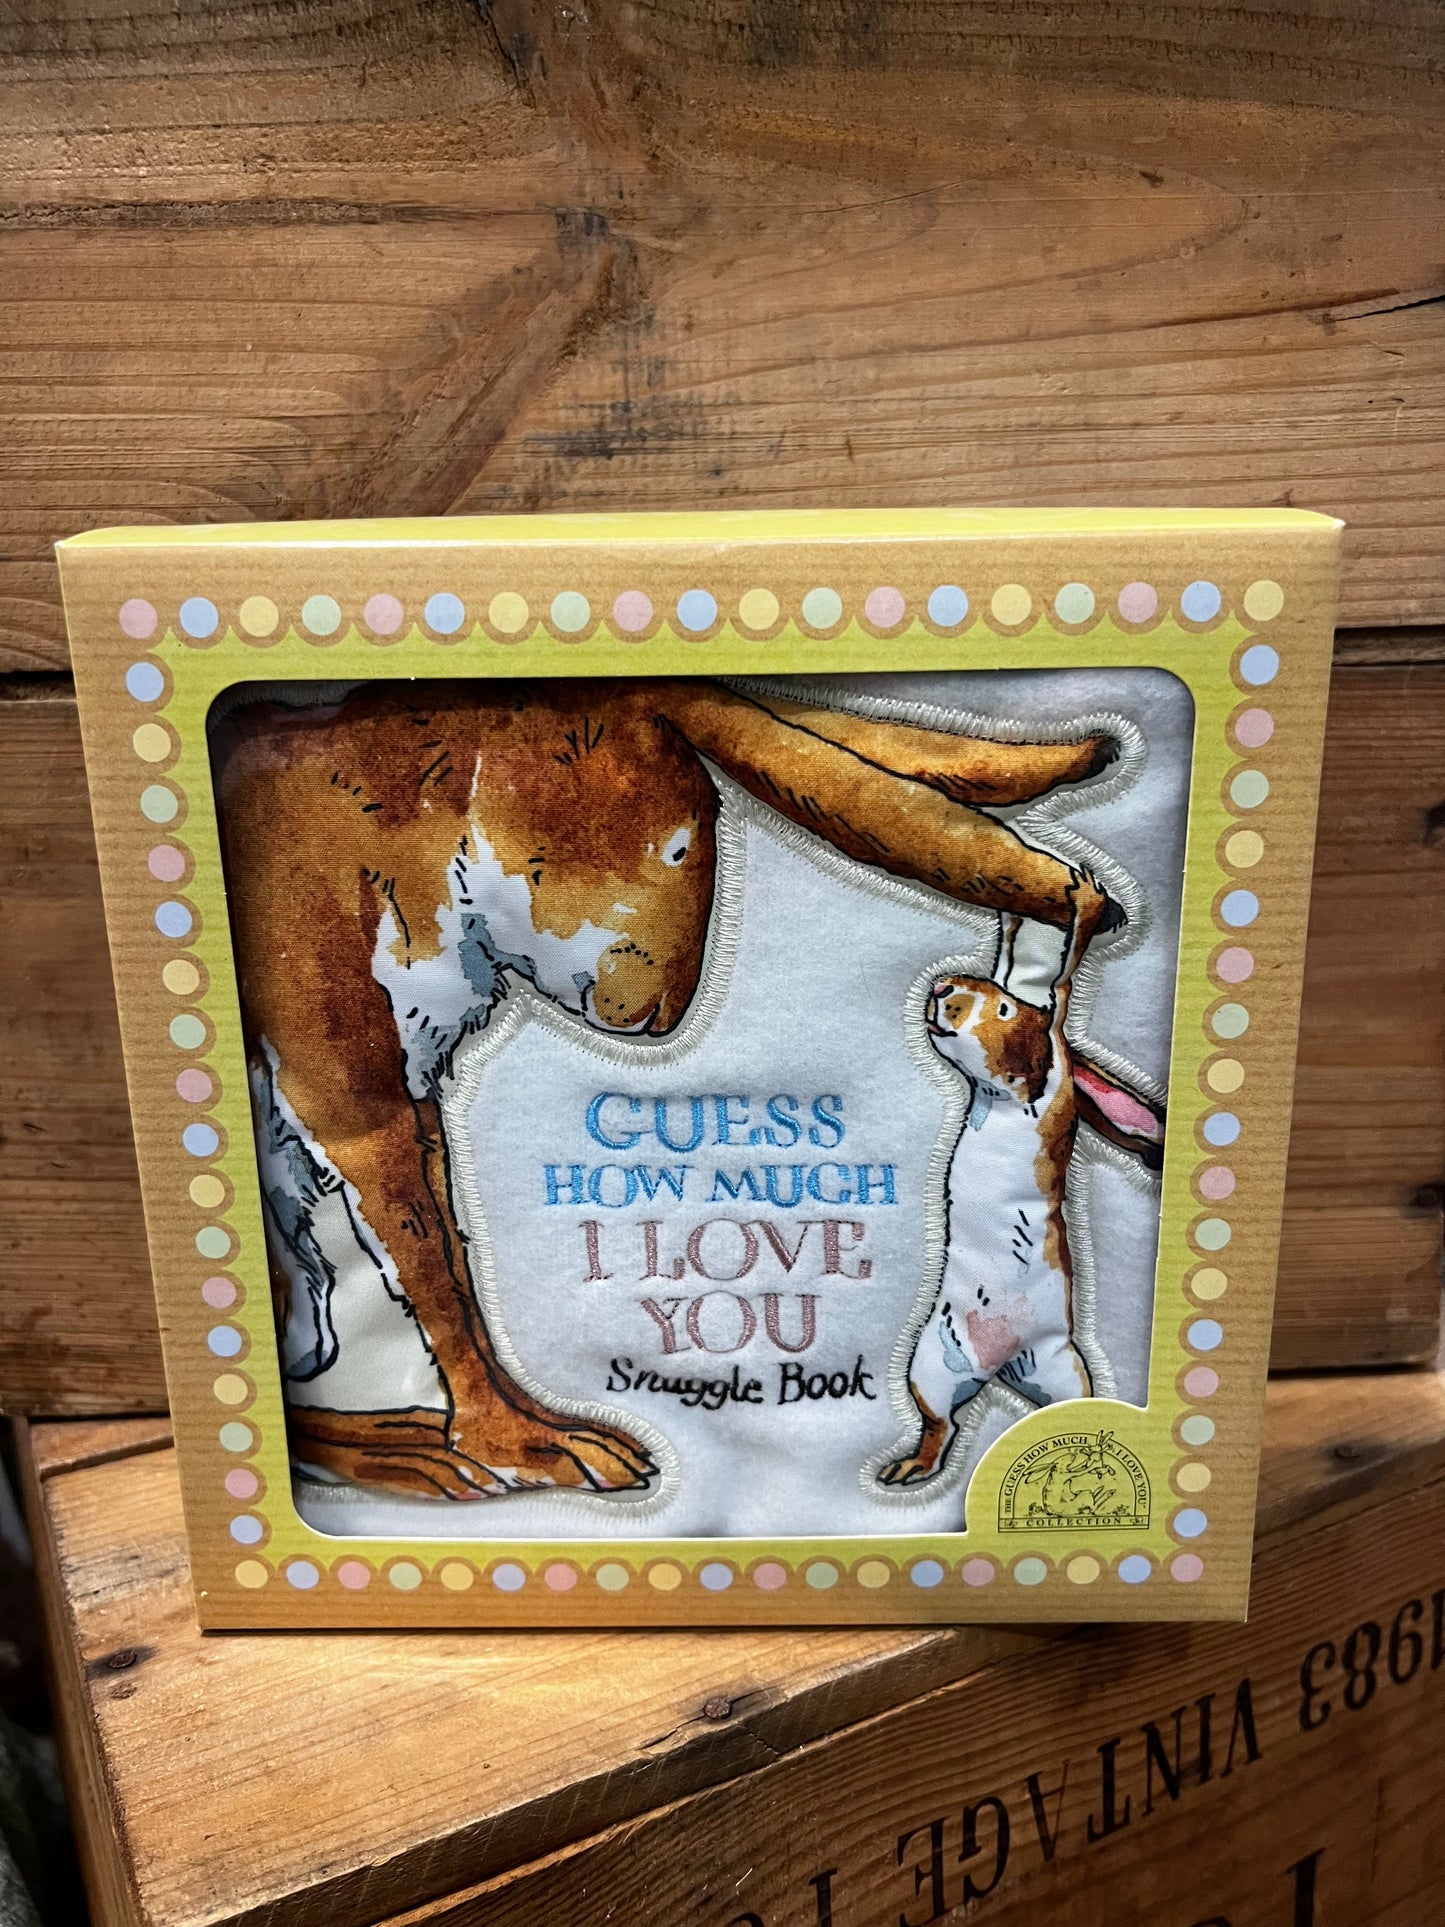 GUESS
HOW MUCH
I LOVE
YOU
Snuggle Book
THE GUESS HOW MUCH I LOVE YOU
COLLECTION
1983 VINTAGE